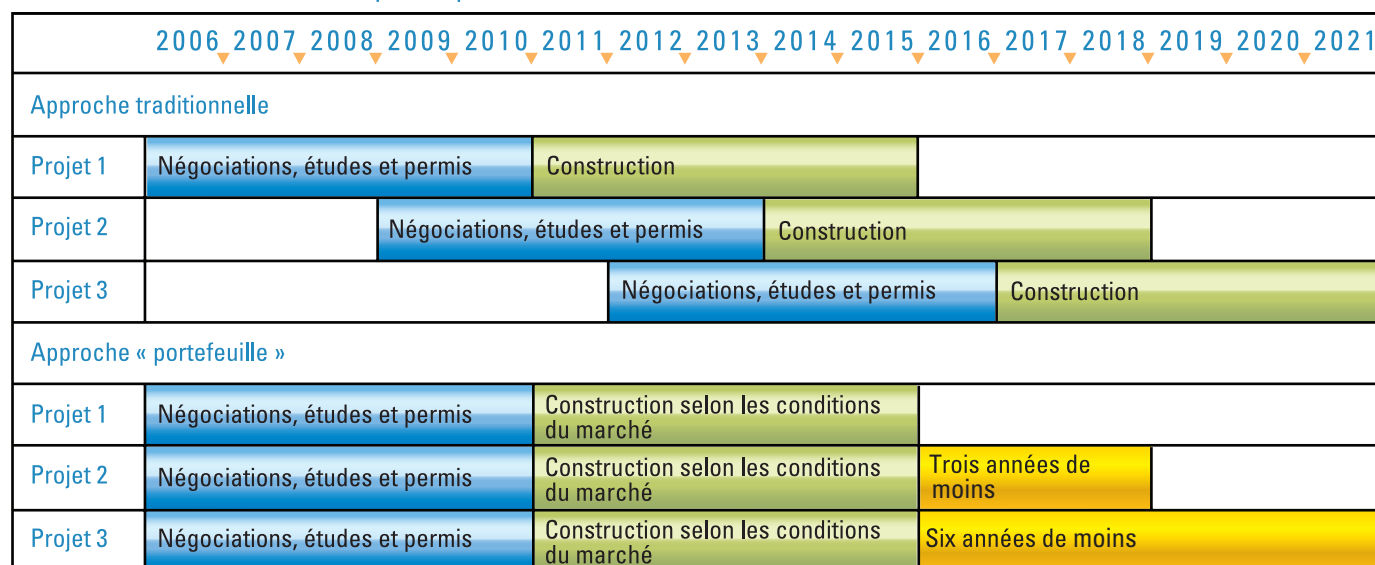 2006 2007 2008 2009 2010 2011 2012 2013 2014 2015 2016 2017 2018 2019 2020 2021
Approche traditionnelle
Projet 1 Négociations, études et permis Construction
Projet 2 Négociations, études et permis Construction
Projet 3 Négociations, études et permis Construction
Approche « portefeuille »
Projet 1 Négociations, études et permis Construction selon les conditions
du marché
Projet 2 Négociations, études et permis Construction selon les conditions
du marché
Trois années de
moins
Projet 3 Négociations, études et permis Construction selon les conditions
du marché
Six années de moins